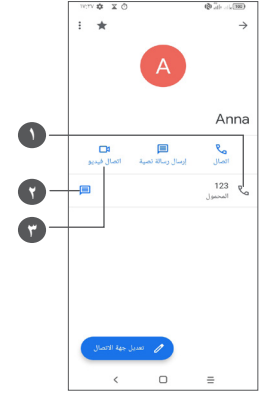 ١٧:٢٧
A
Anna
اتصال
إرسال رسالة نصية
اتصال فيديو
123
المحمول
تعديل جهة الاتصال
١
٢
٣